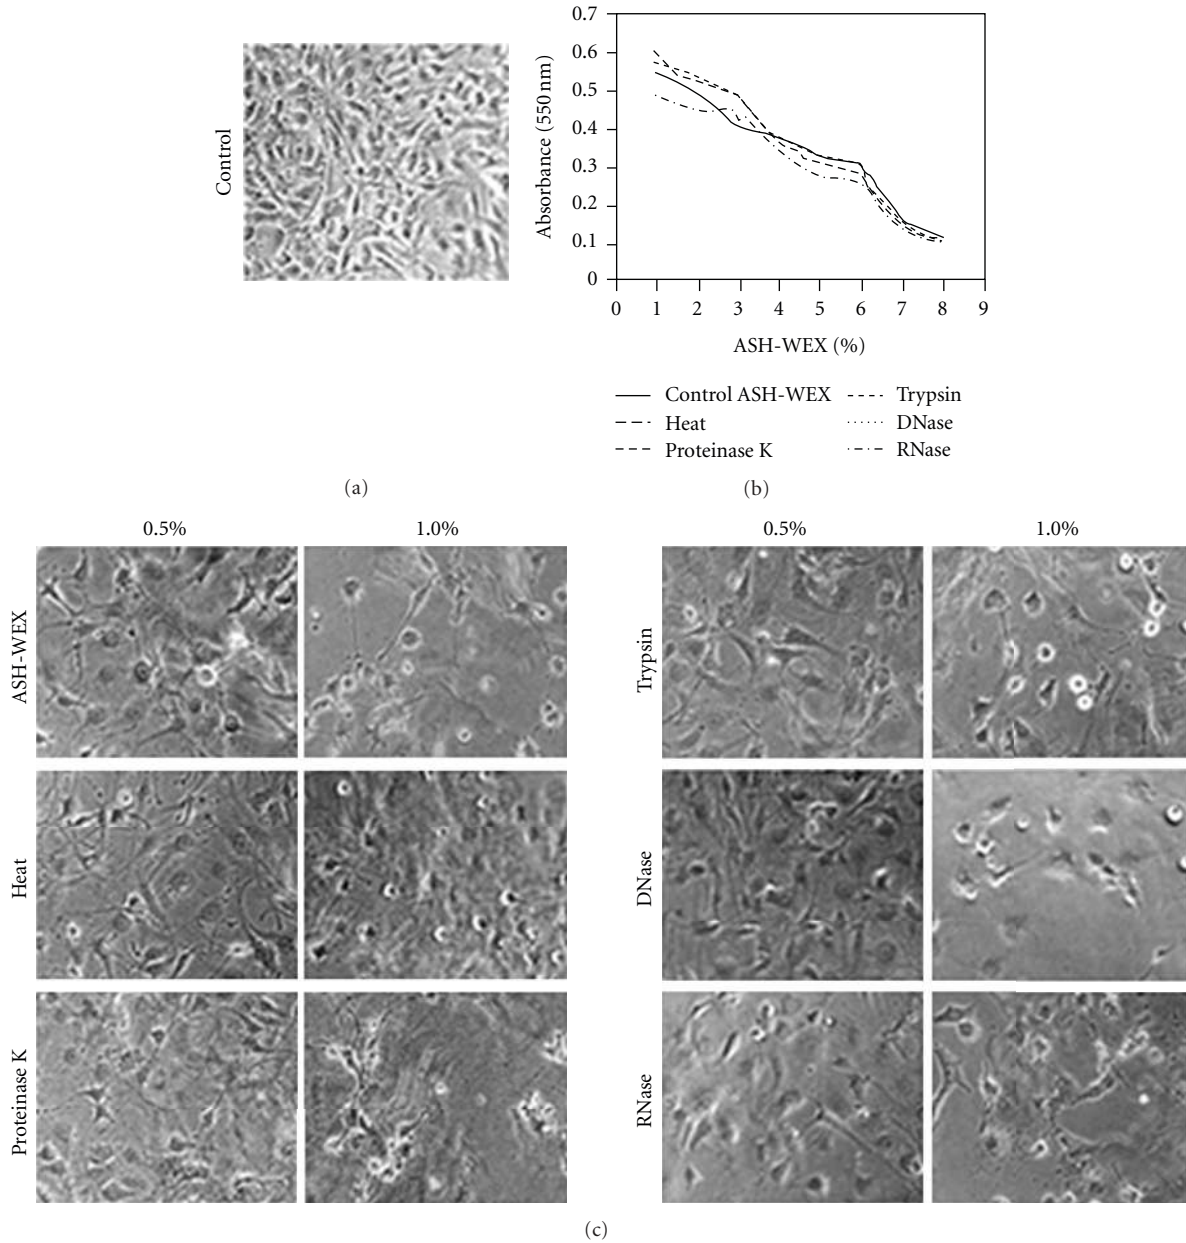 Control
Absorbance (550 nm)
0.7
0.6
0.5
0.4
0.3
0.2
0.1
0
0 1 2 3 4 5 6 7 8 9
ASH-WEX (%)
Control ASH-WEX
Heat
Proteinase K
Trypsin
DNase
RNase
(a)
(b)
0.5% 1.0%
0.5% 1.0%
ASH-WEX
Trypsin
Heat
DNase
Proteinase K
RNase
(c)